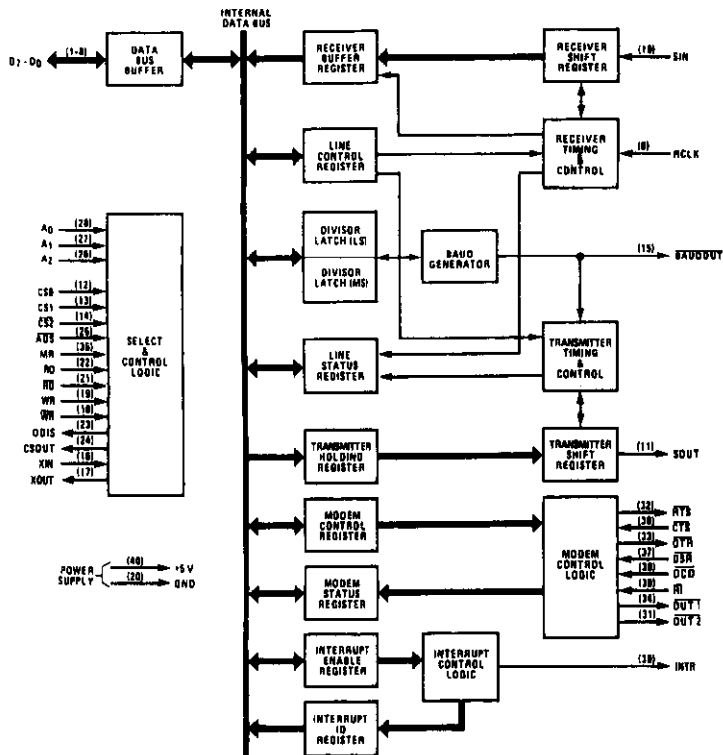 INTERNAL
DATA BUS
D7 - D0
(1-8)
DATA
BUS
BUFFER
RECEIVER
BUFFER
REGISTER
RECEIVER
SHIFT
REGISTER
(10)
SIN
LINE
CONTROL
REGISTER
RECEIVER
TIMING
&
CONTROL
(9)
RCLK
A0
(28)
A1
(27)
A2
(26)
CS0
(12)
CS1
(13)
CS2
(14)
ADS
(25)
MR
(35)
RD
(22)
RD
(21)
WR
(19)
WR
(18)
DDIS
(23)
CSOUT
(24)
XIN
(16)
XOUT
(17)
SELECT
&
CONTROL
LOGIC
DIVISOR
LATCH (LS)
DIVISOR
LATCH (MS)
BAUD
GENERATOR
(15)
BAUDOUT
LINE
STATUS
REGISTER
TRANSMITTER
TIMING
&
CONTROL
TRANSMITTER
HOLDING
REGISTER
TRANSMITTER
SHIFT
REGISTER
(11)
SOUT
MODEM
CONTROL
REGISTER
MODEM
STATUS
REGISTER
MODEM
CONTROL
LOGIC
(32)
RTS
CTS
(33)
DTR
(37)
DSR
(38)
DCD
(39)
RI
(34)
OUT 1
(31)
OUT 2
POWER
SUPPLY
(40)
+5V
(20)
GND
INTERRUPT
ENABLE
REGISTER
INTERRUPT
CONTROL
LOGIC
INTR
INTERRUPT
ID
REGISTER